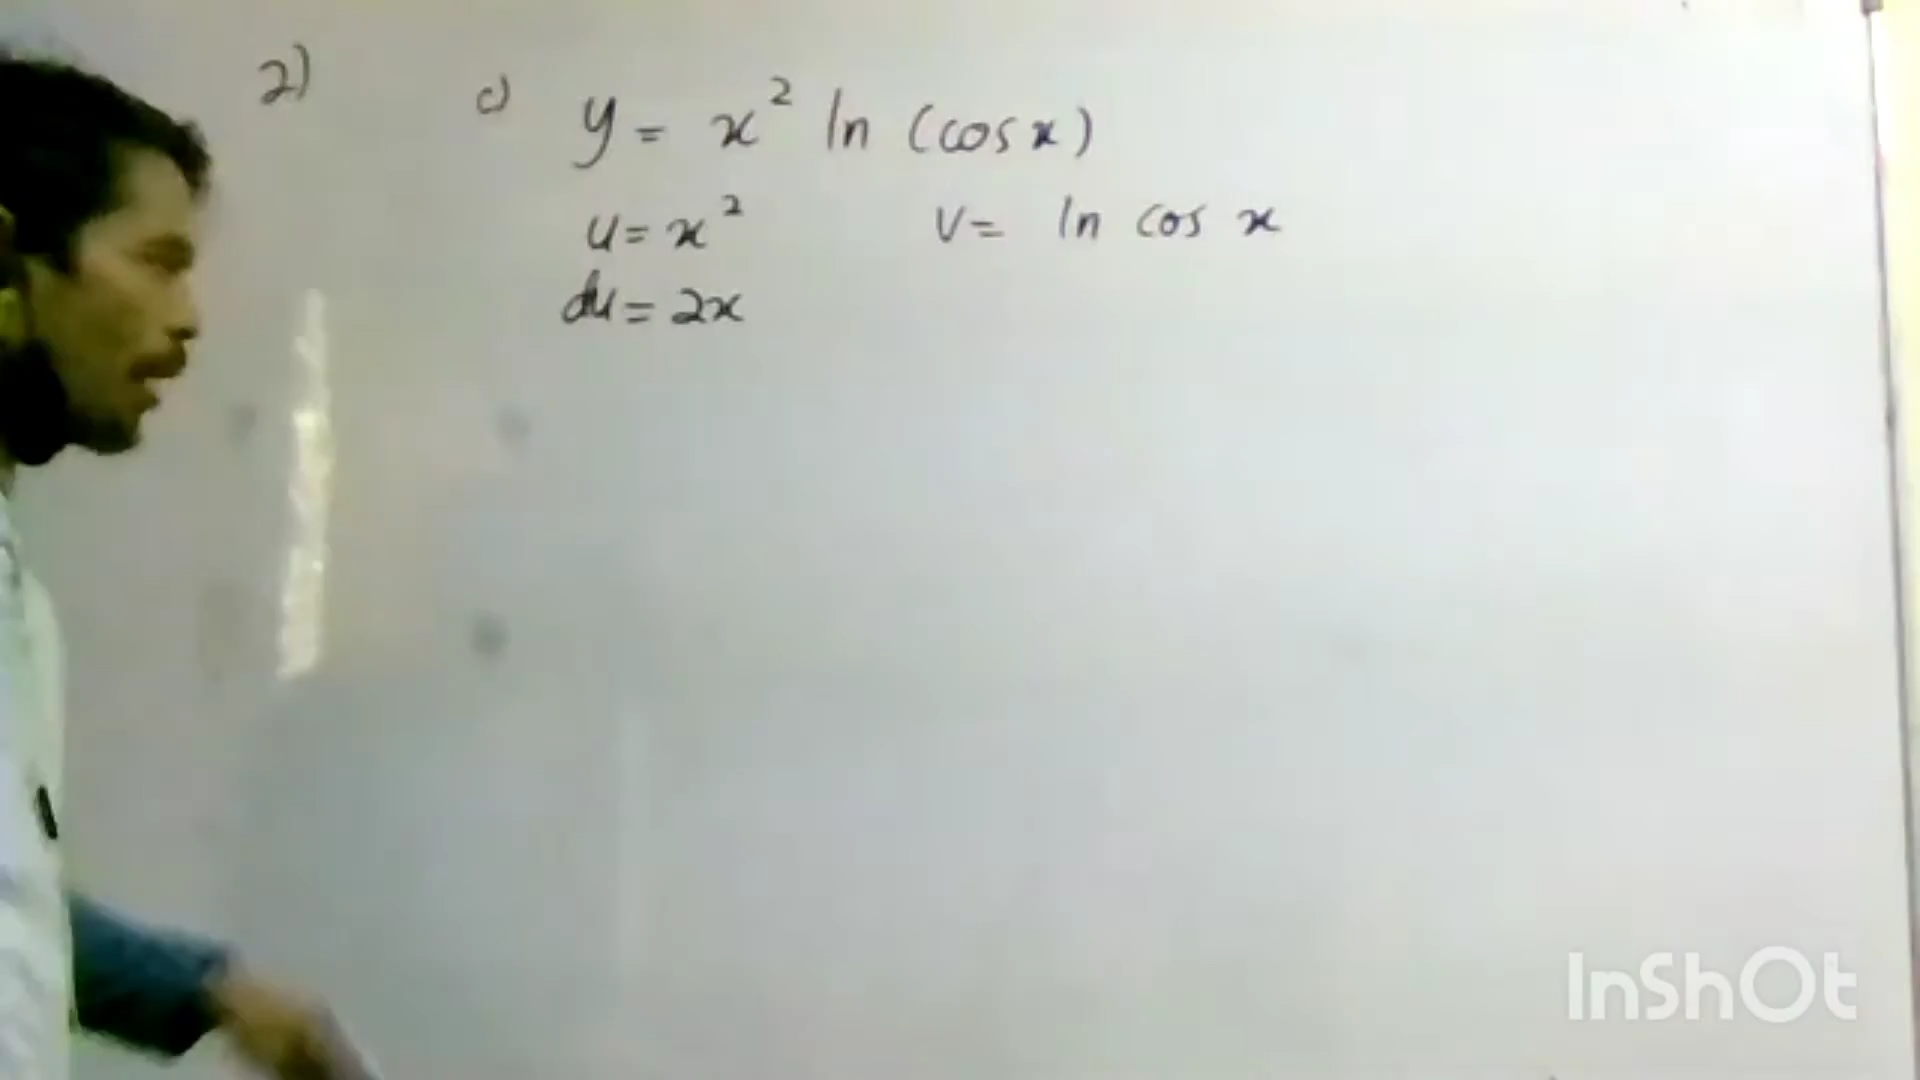 2) c) y = x² ln (cos x)
u = x² v = ln cos x
du = 2x
InShOt